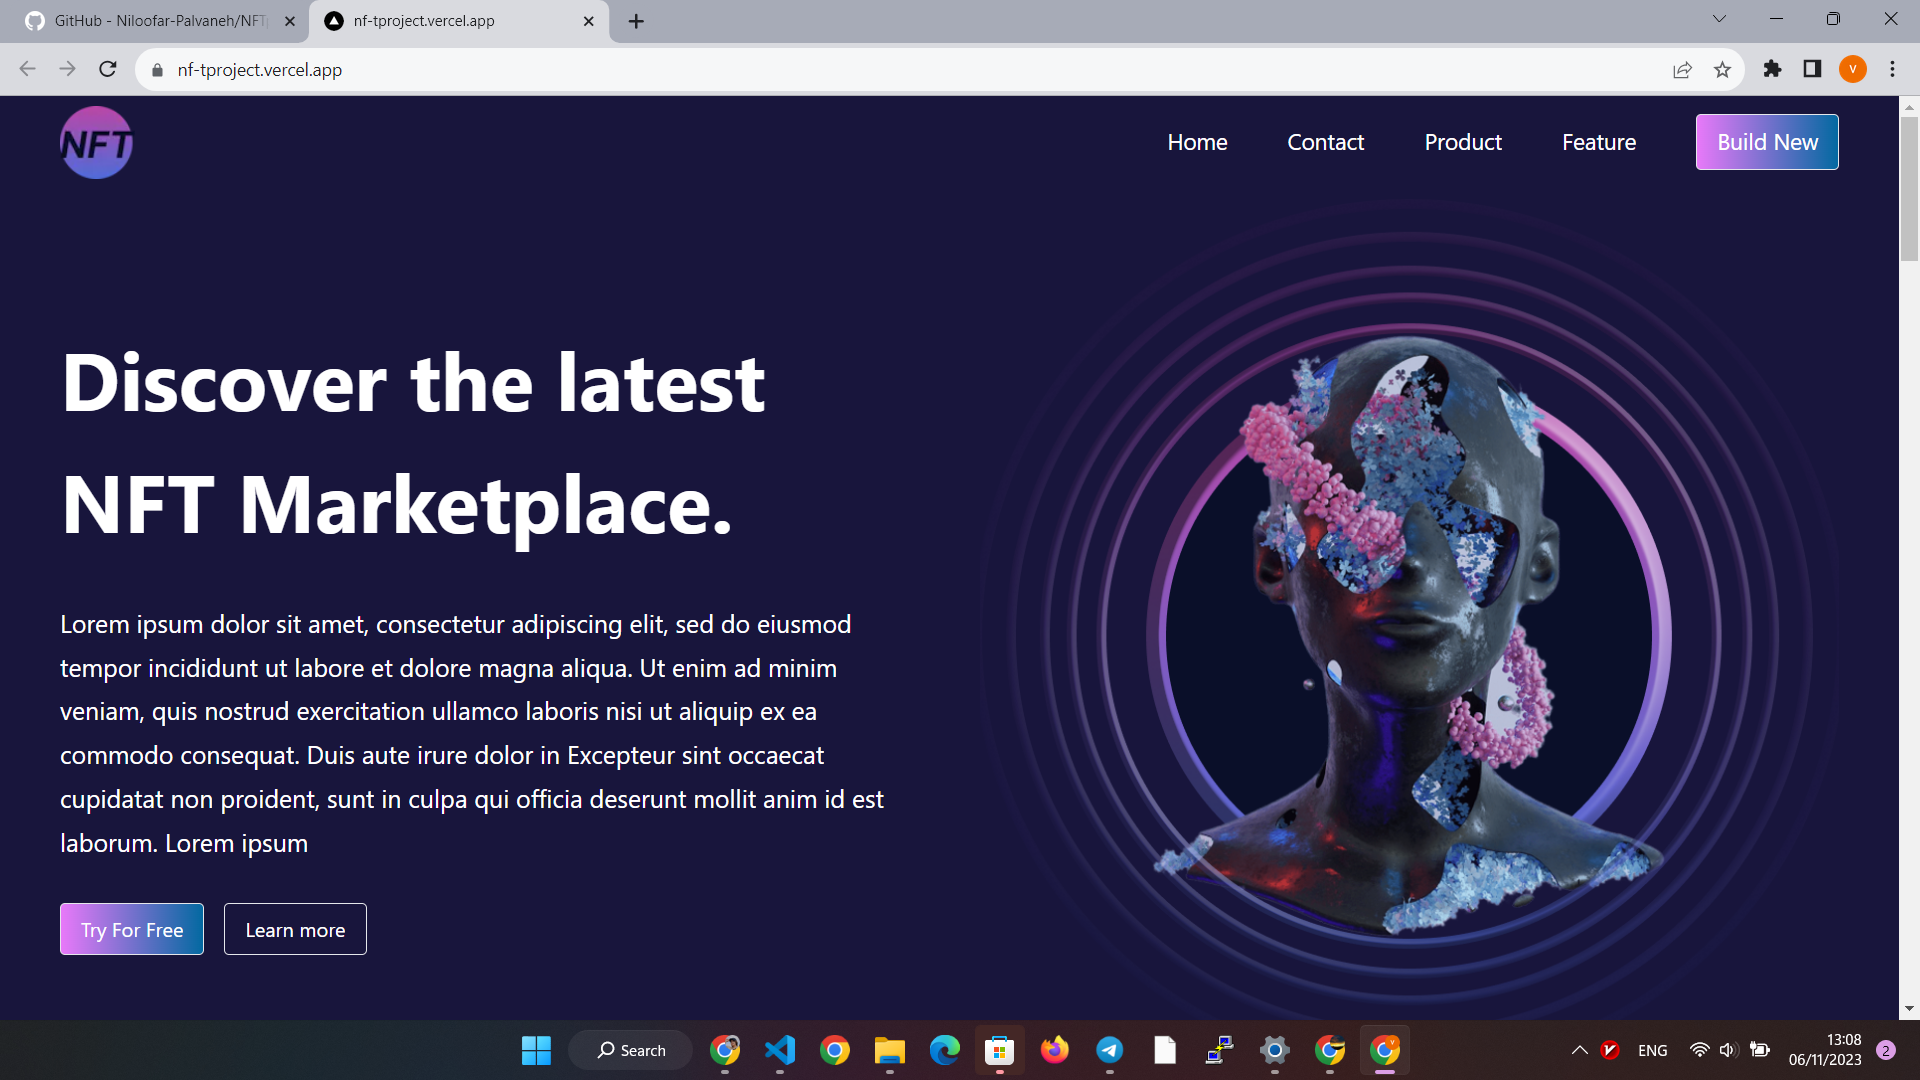 GitHub - Niloofar-Palvaneh/NFT
nf-tproject.vercel.app
nf-tproject.vercel.app
V
NFT
Home
Contact
Product
Feature
Build New
Discover the latest
NFT Marketplace.
Lorem ipsum dolor sit amet, consectetur adipiscing elit, sed do eiusmod
tempor incididunt ut labore et dolore magna aliqua. Ut enim ad minim
veniam, quis nostrud exercitation ullamco laboris nisi ut aliquip ex ea
commodo consequat. Duis aute irure dolor in Excepteur sint occaecat
cupidatat non proident, sunt in culpa qui officia deserunt mollit anim id est
laborum. Lorem ipsum
Try For Free
Learn more
Search
ENG
13:08
06/11/2023
2